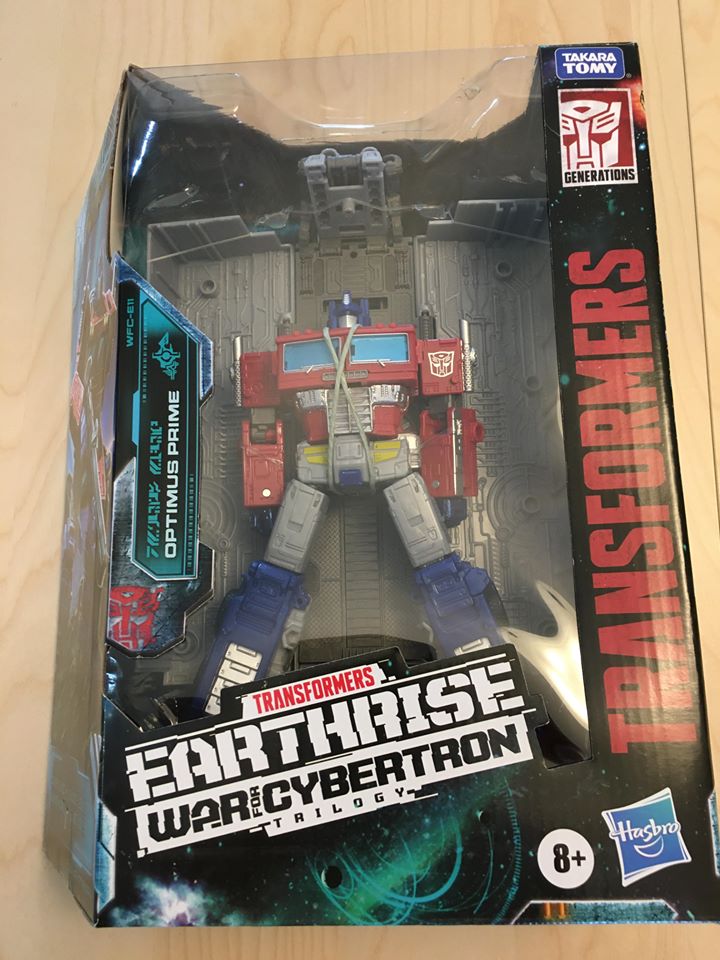 TAKARA
TOMY
GENERATIONS
TRANSFORMERS
WFC-E11
OPTIMUS PRIME
TRANSFORMERS
EARTHRISE
WAR FOR CYBERTRON
TRILOGY
8+
Hasbro